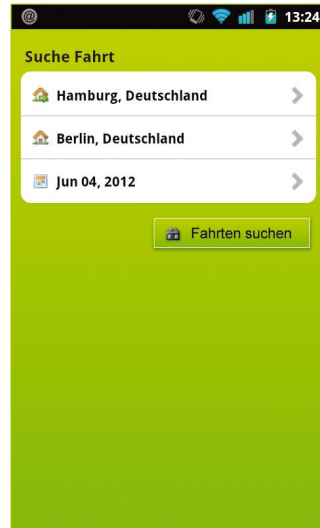 13:24
Suche Fahrt
Hamburg, Deutschland
Berlin, Deutschland
Jun 04, 2012
Fahrten suchen